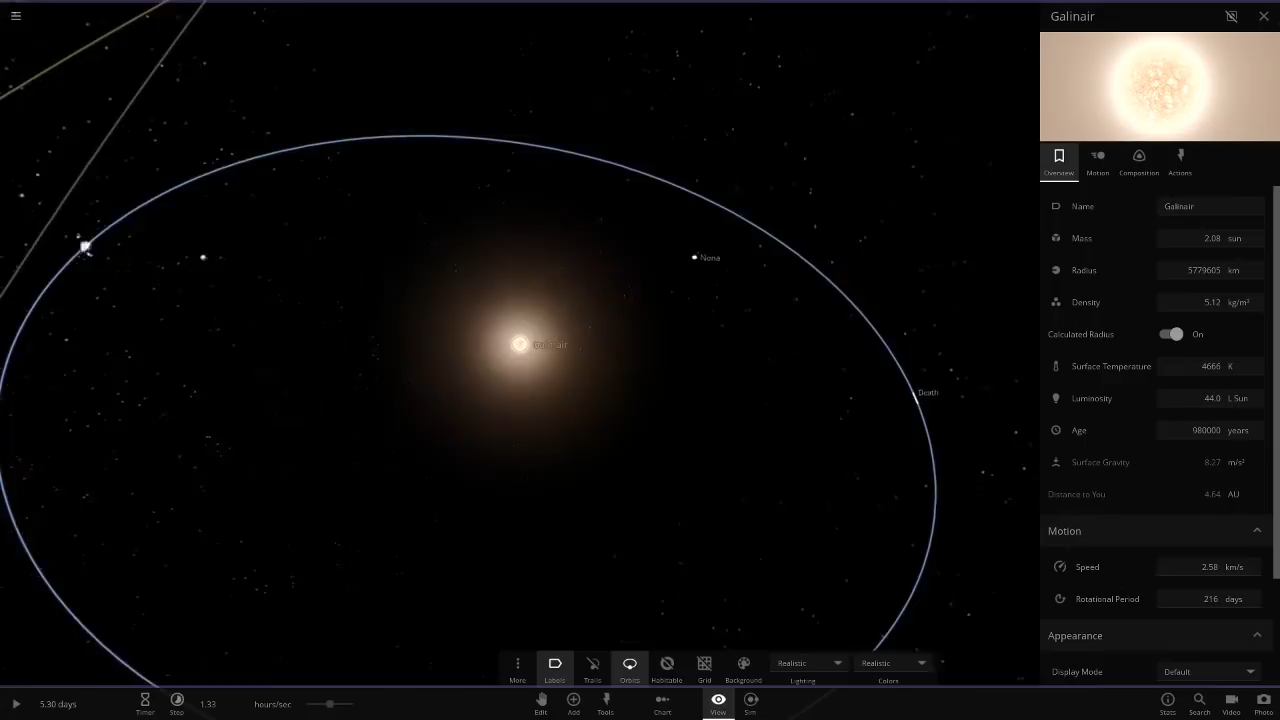 Galinair
Overview
Motion
Composition
Actions
Name
Galinair
Mass
2.08 sun
Radius
5779605 km
Density
5.12 kg/m³
Calculated Radius
On
Surface Temperature
4666 K
Luminosity
44.0 L Sun
Age
980000 years
Surface Gravity
8.27 m/s²
Distance to You
4.64 AU
Motion
Speed
2.58 km/s
Rotational Period
216 days
Appearance
Display Mode
Default
Nona
Galinair
Death
More
Labels
Trails
Orbits
Habitable
Grid
Background
Realistic
Lighting
Realistic
Colors
5.30 days
Timer
Step
1.33
hours/sec
Edit
Add
Tools
Chart
View
Sim
Stats
Search
Video
Photo